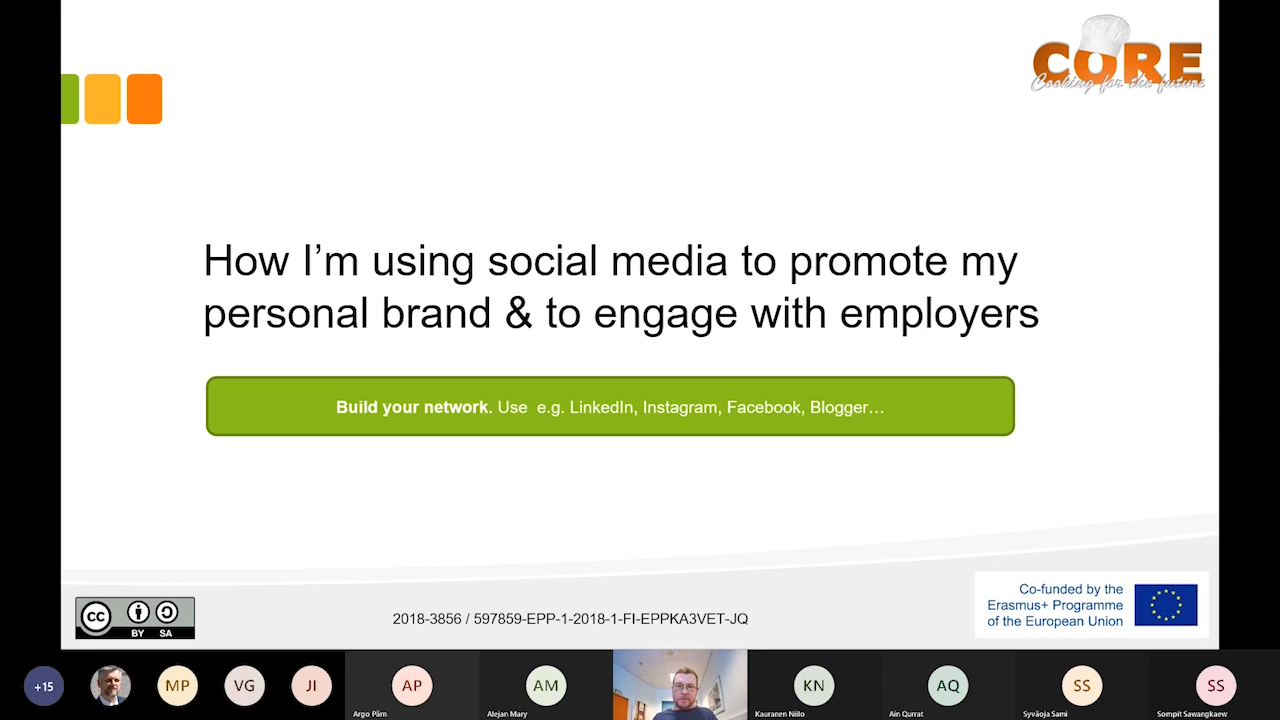 CORE
Cooking for the future
How I’m using social media to promote my
personal brand & to engage with employers
Build your network. Use e.g. LinkedIn, Instagram, Facebook, Blogger…
cc BY SA
2018-3856 / 597859-EPP-1-2018-1-FI-EPPKA3VET-JQ
Co-funded by the
Erasmus+ Programme
of the European Union
+15
MP
VG
JI
AP
Argo Pärn
AM
Alejan Mary
KN
Kauranen Niilo
AQ
Ain Qurrat
SS
Syväoja Sami
SS
Sompit Sawangkaew